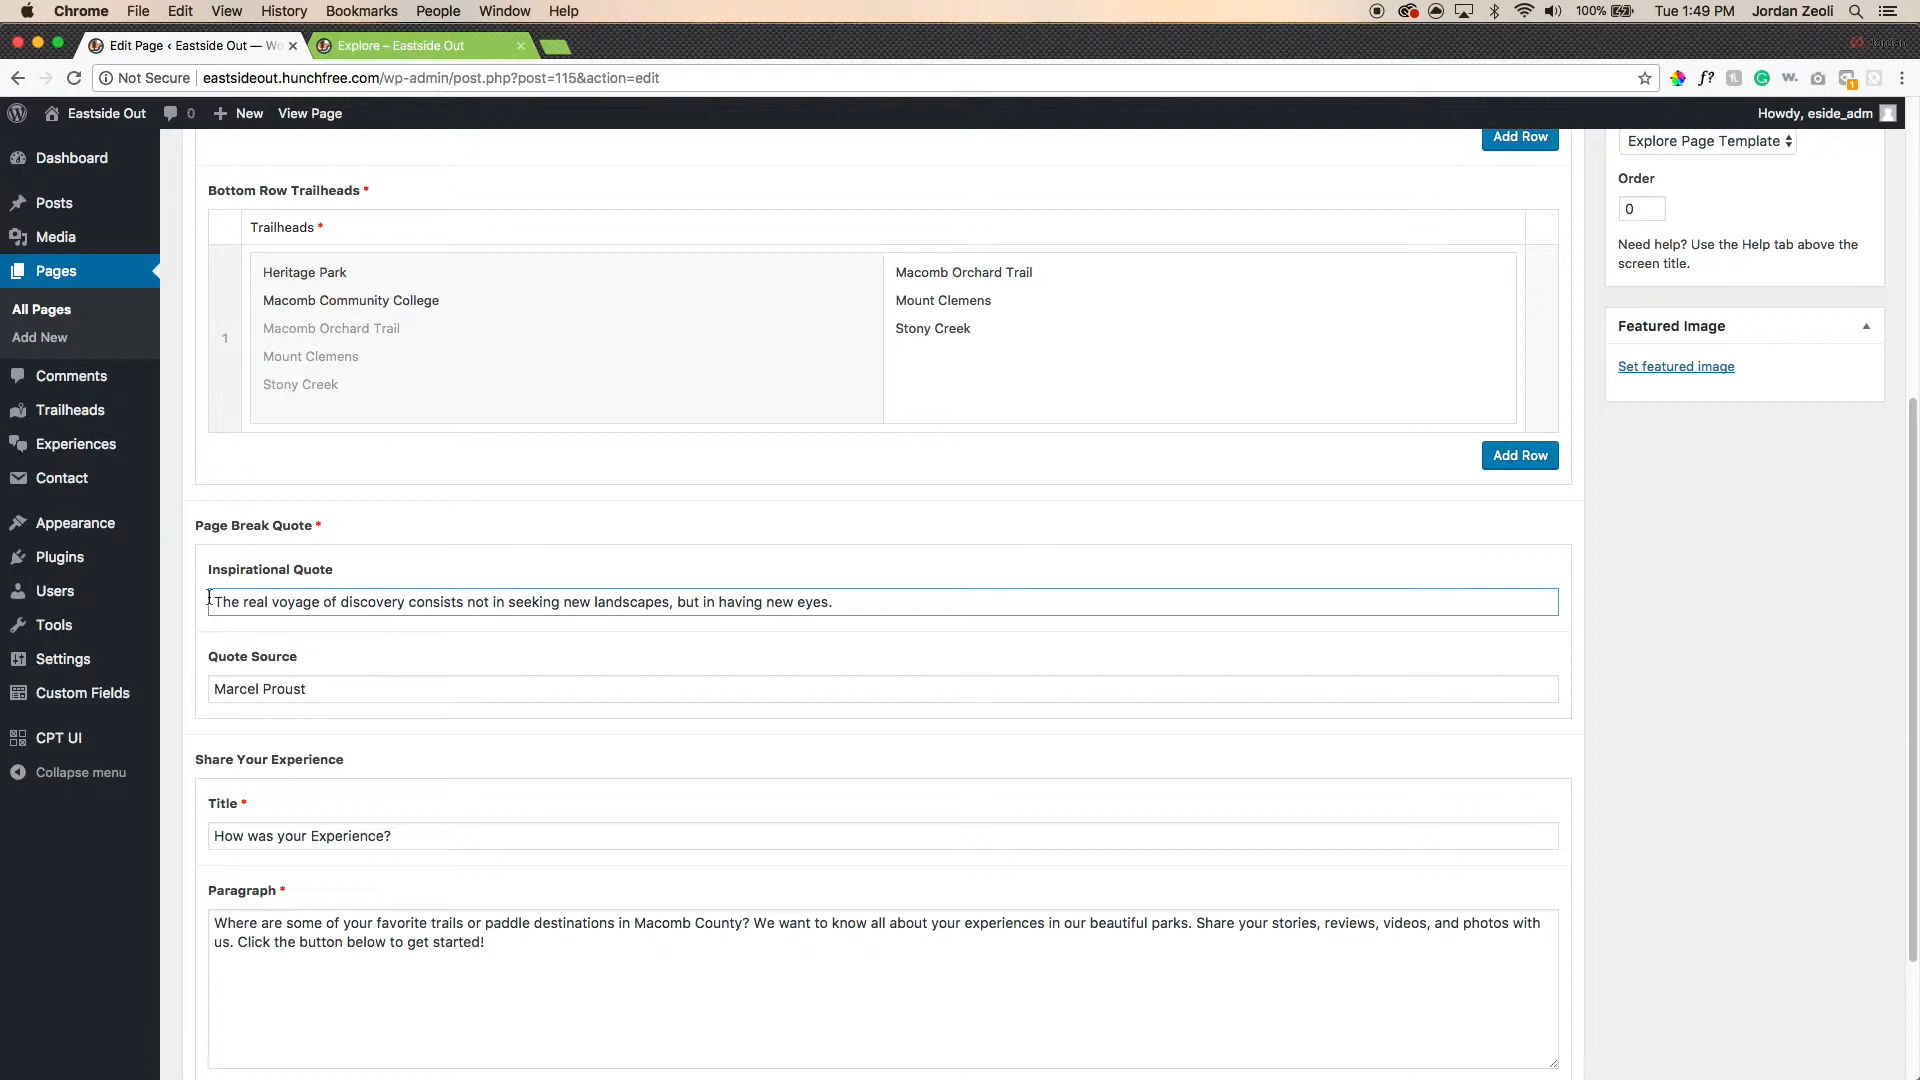 Chrome File Edit View History Bookmarks People Window Help 100% Tue 1:49 PM Jordan Zeoli
Edit Page ‹ Eastside Out — Wo Explore – Eastside Out Jordan
Not Secure eastsideout.hunchfree.com/wp-admin/post.php?post=115&action=edit f? w. 1
Eastside Out 0 New View Page Howdy, eside_adm
Dashboard
Posts
Media
Pages
All Pages
Add New
Comments
Trailheads
Experiences
Contact
Appearance
Plugins
Users
Tools
Settings
Custom Fields
CPT UI
Collapse menu
Add Row
Bottom Row Trailheads *
Trailheads *
1
Heritage Park
Macomb Community College
Macomb Orchard Trail
Mount Clemens
Stony Creek
Macomb Orchard Trail
Mount Clemens
Stony Creek
Add Row
Page Break Quote *
Inspirational Quote
The real voyage of discovery consists not in seeking new landscapes, but in having new eyes.
Quote Source
Marcel Proust
Share Your Experience
Title *
How was your Experience?
Paragraph *
Where are some of your favorite trails or paddle destinations in Macomb County? We want to know all about your experiences in our beautiful parks. Share your stories, reviews, videos, and photos with
us. Click the button below to get started!
Explore Page Template
Order
0
Need help? Use the Help tab above the
screen title.
Featured Image
Set featured image